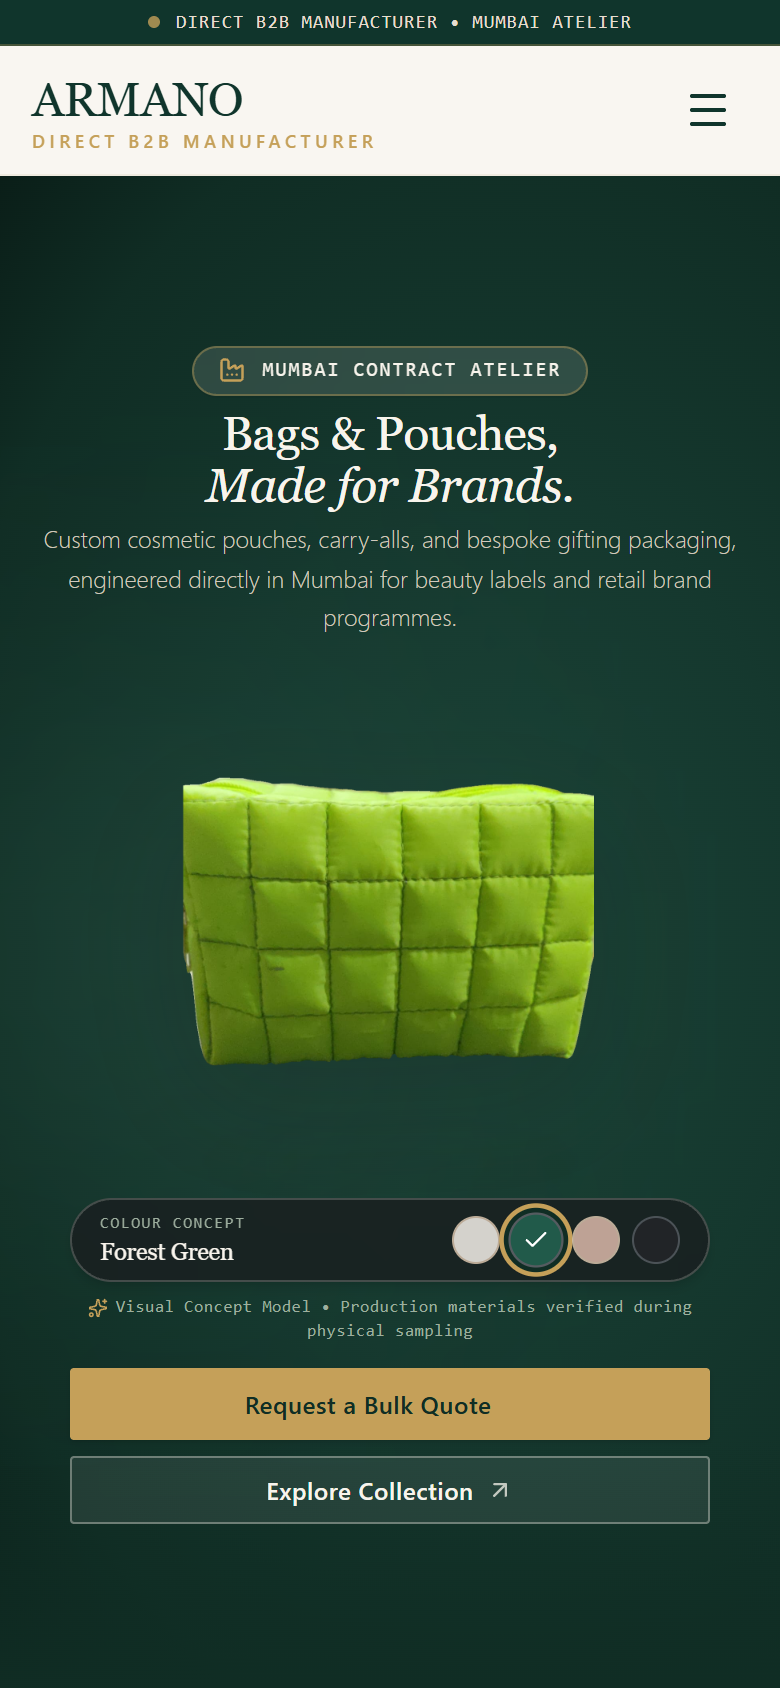 DIRECT B2B MANUFACTURER • MUMBAI ATELIER
ARMANO
DIRECT B2B MANUFACTURER
MUMBAI CONTRACT ATELIER
Bags & Pouches,
Made for Brands.
Custom cosmetic pouches, carry-alls, and bespoke gifting packaging,
engineered directly in Mumbai for beauty labels and retail brand
programmes.
COLOUR CONCEPT
Forest Green
Visual Concept Model • Production materials verified during
physical sampling
Request a Bulk Quote
Explore Collection